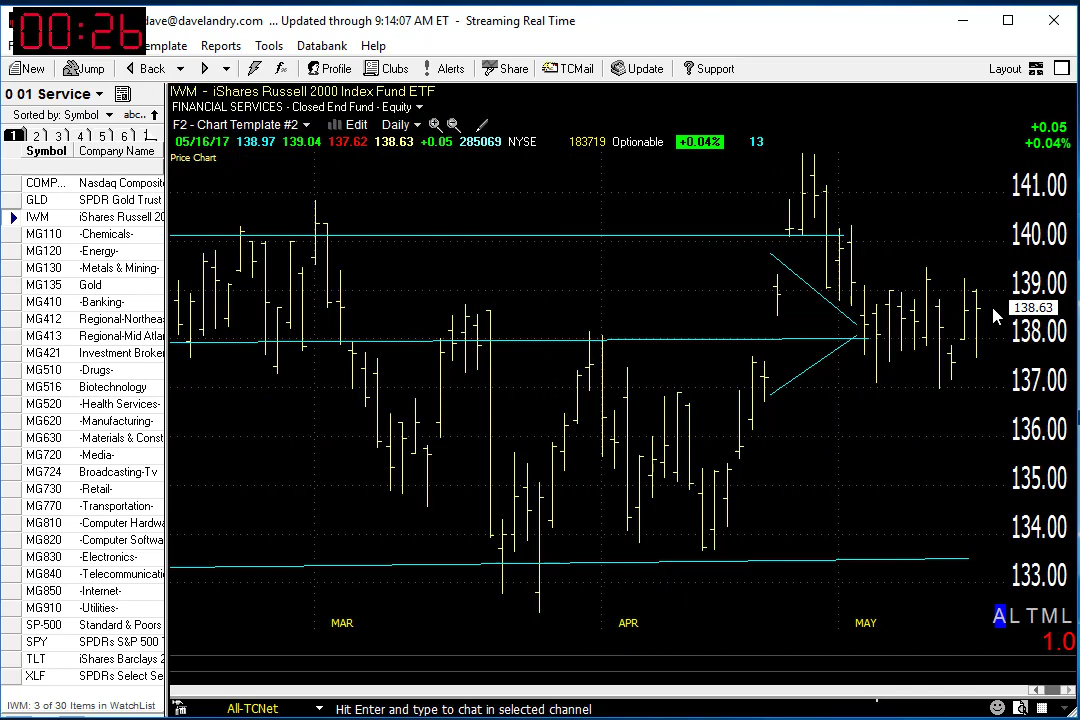 00:26
dave@davelandry.com ... Updated through 9:14:07 AM ET - Streaming Real Time
Template Reports Tools Databank Help
New Jump Back Profile Clubs Alerts Share TCMail Update Support Layout
0 01 Service
Sorted by: Symbol abc..
1 2 3 4 5 6
Symbol Company Name
COMP... Nasdaq Composit
GLD SPDR Gold Trust
IWM iShares Russell 20
MG110 -Chemicals-
MG120 -Energy-
MG130 -Metals & Mining-
MG135 Gold
MG410 -Banking-
MG412 Regional-Northea
MG413 Regional-Mid Atla
MG421 Investment Broke
MG510 -Drugs-
MG516 Biotechnology
MG520 -Health Services-
MG620 -Manufacturing-
MG630 -Materials & Const
MG720 -Media-
MG724 Broadcasting-Tv
MG730 -Retail-
MG770 -Transportation-
MG810 -Computer Hardwa
MG820 -Computer Softwa
MG830 -Electronics-
MG840 -Telecommunicati
MG850 -Internet-
MG910 -Utilities-
SP-500 Standard & Poors
SPY SPDRs S&P 500
TLT iShares Barclays 2
XLF SPDRs Select Se
IWM: 3 of 30 Items in WatchList
IWM - iShares Russell 2000 Index Fund ETF
FINANCIAL SERVICES - Closed End Fund - Equity
F2 - Chart Template #2 Edit Daily
05/16/17 138.97 139.04 137.62 138.63 +0.05 285069 NYSE 183719 Optionable +0.04% 13
Price Chart
+0.05
+0.04%
141.00
140.00
139.00
138.63
138.00
137.00
136.00
135.00
134.00
133.00
MAR APR MAY
A L T M L
1.0
All-TCNet Hit Enter and type to chat in selected channel